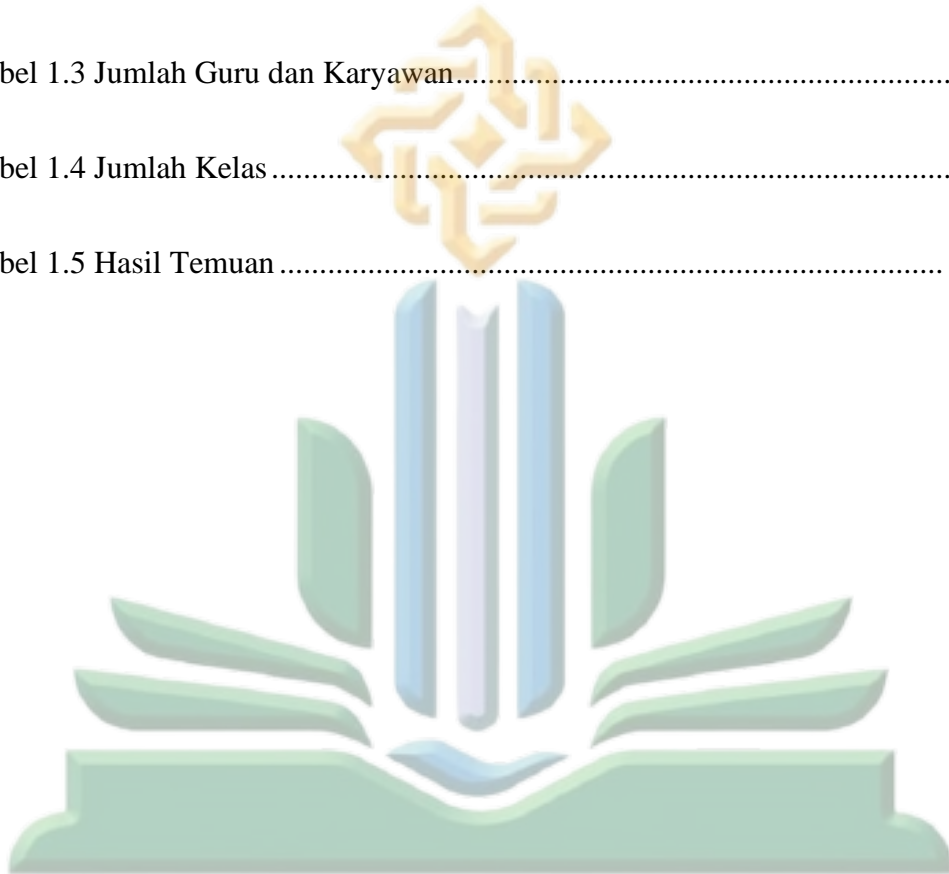 bel 1.3 Jumlah Guru dan Karyawan..............................................................
bel 1.4 Jumlah Kelas.....................................................................................
bel 1.5 Hasil Temuan...................................................................................